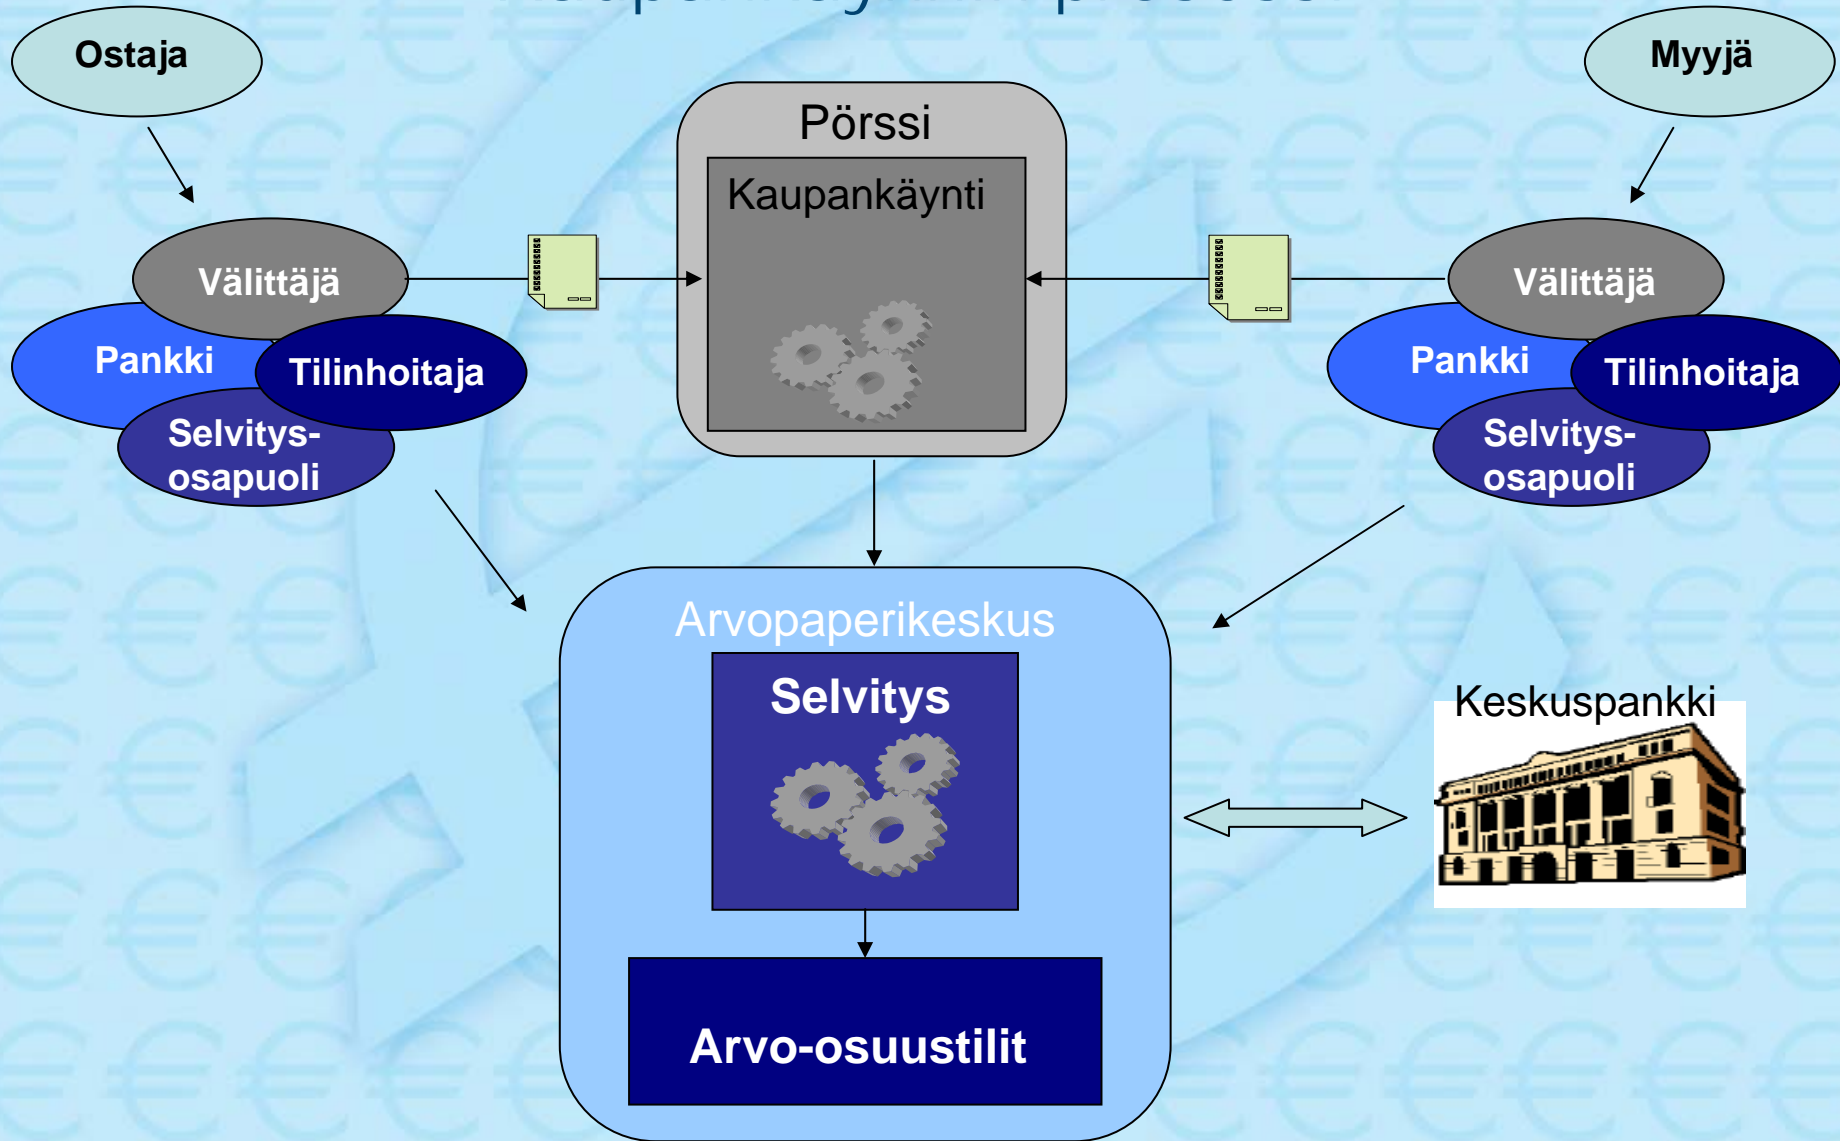 Ostaja
Myyjä
Pörssi
Kaupankäynti
Välittäjä
Pankki
Tilinhoitaja
Selvitys-
osapuoli
Välittäjä
Pankki
Tilinhoitaja
Selvitys-
osapuoli
Arvopaperikeskus
Selvitys
Keskuspankki
Arvo-osuustilit